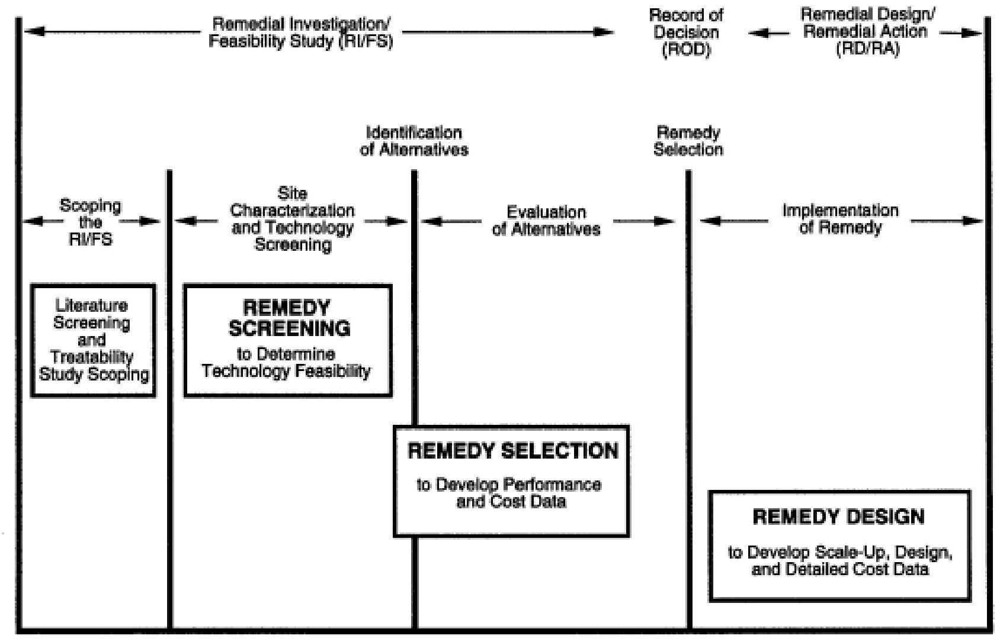 Remedial Investigation/
Feasibility Study (RI/FS)
Record of
Decision
(ROD)
Remedial Design/
Remedial Action
(RD/RA)
Identification
of Alternatives
Remedy
Selection
Scoping
the
RI/FS
Site
Characterization
and Technology
Screening
Evaluation
of Alternatives
Implementation
of Remedy
Literature
Screening
and
Treatability
Study Scoping
REMEDY
SCREENING
to Determine
Technology Feasibility
REMEDY SELECTION
to Develop Performance
and Cost Data
REMEDY DESIGN
to Develop Scale-Up, Design,
and Detailed Cost Data